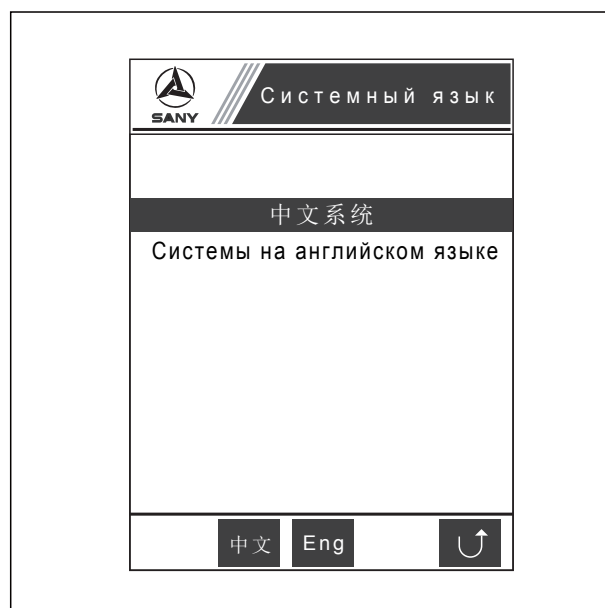 SANY
Системный язык
中文系统
Системы на английском языке
中文 Eng